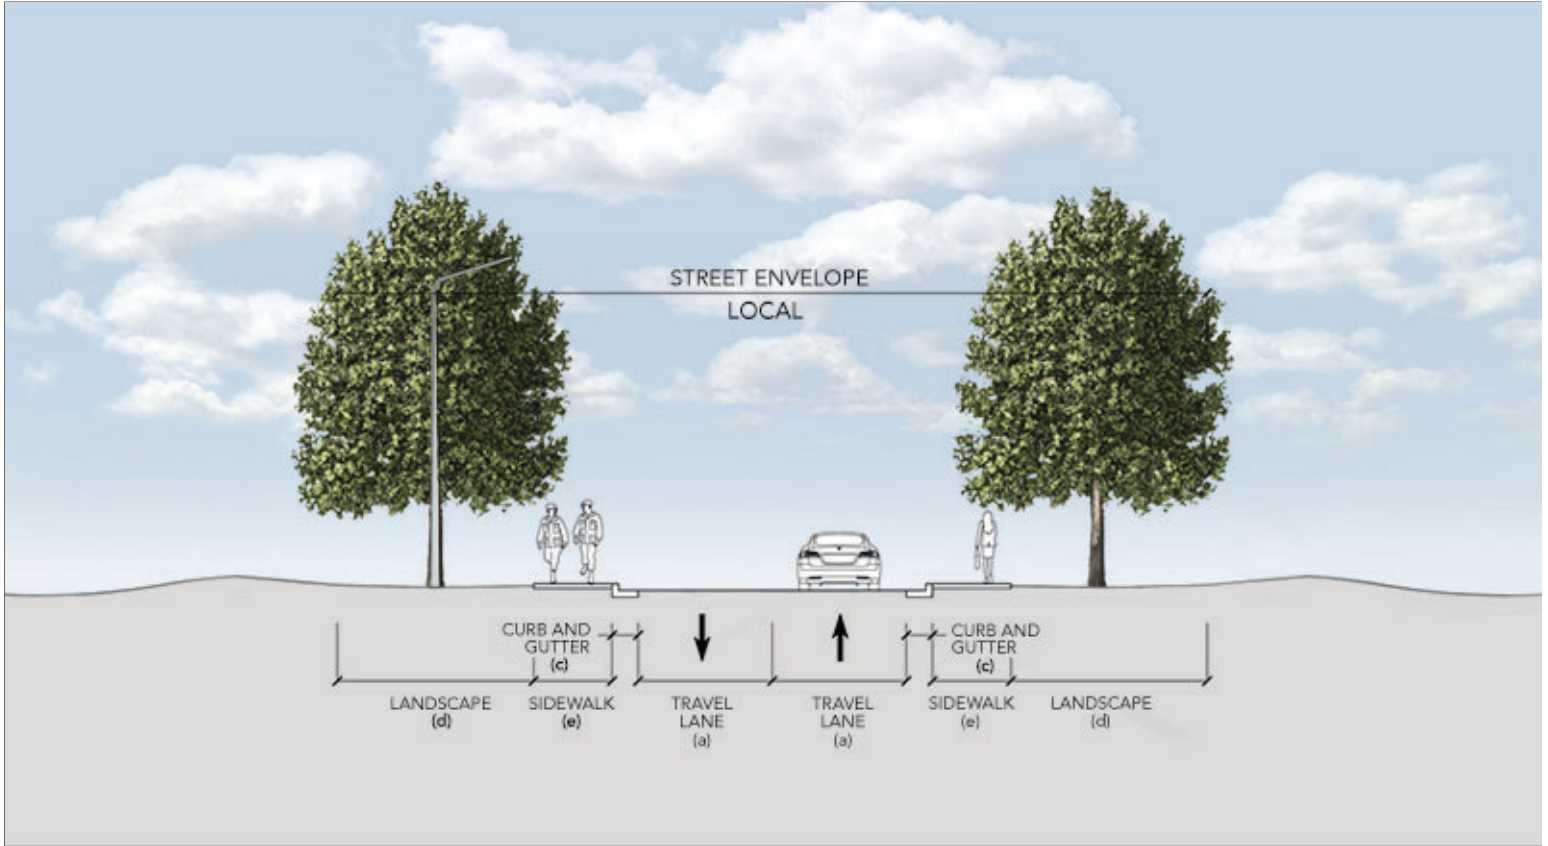 STREET ENVELOPE
LOCAL
CURB AND
GUTTER
(c)
CURB AND
GUTTER
(c)
LANDSCAPE
(d)
SIDEWALK
(e)
TRAVEL
LANE
(a)
TRAVEL
LANE
(a)
SIDEWALK
(e)
LANDSCAPE
(d)